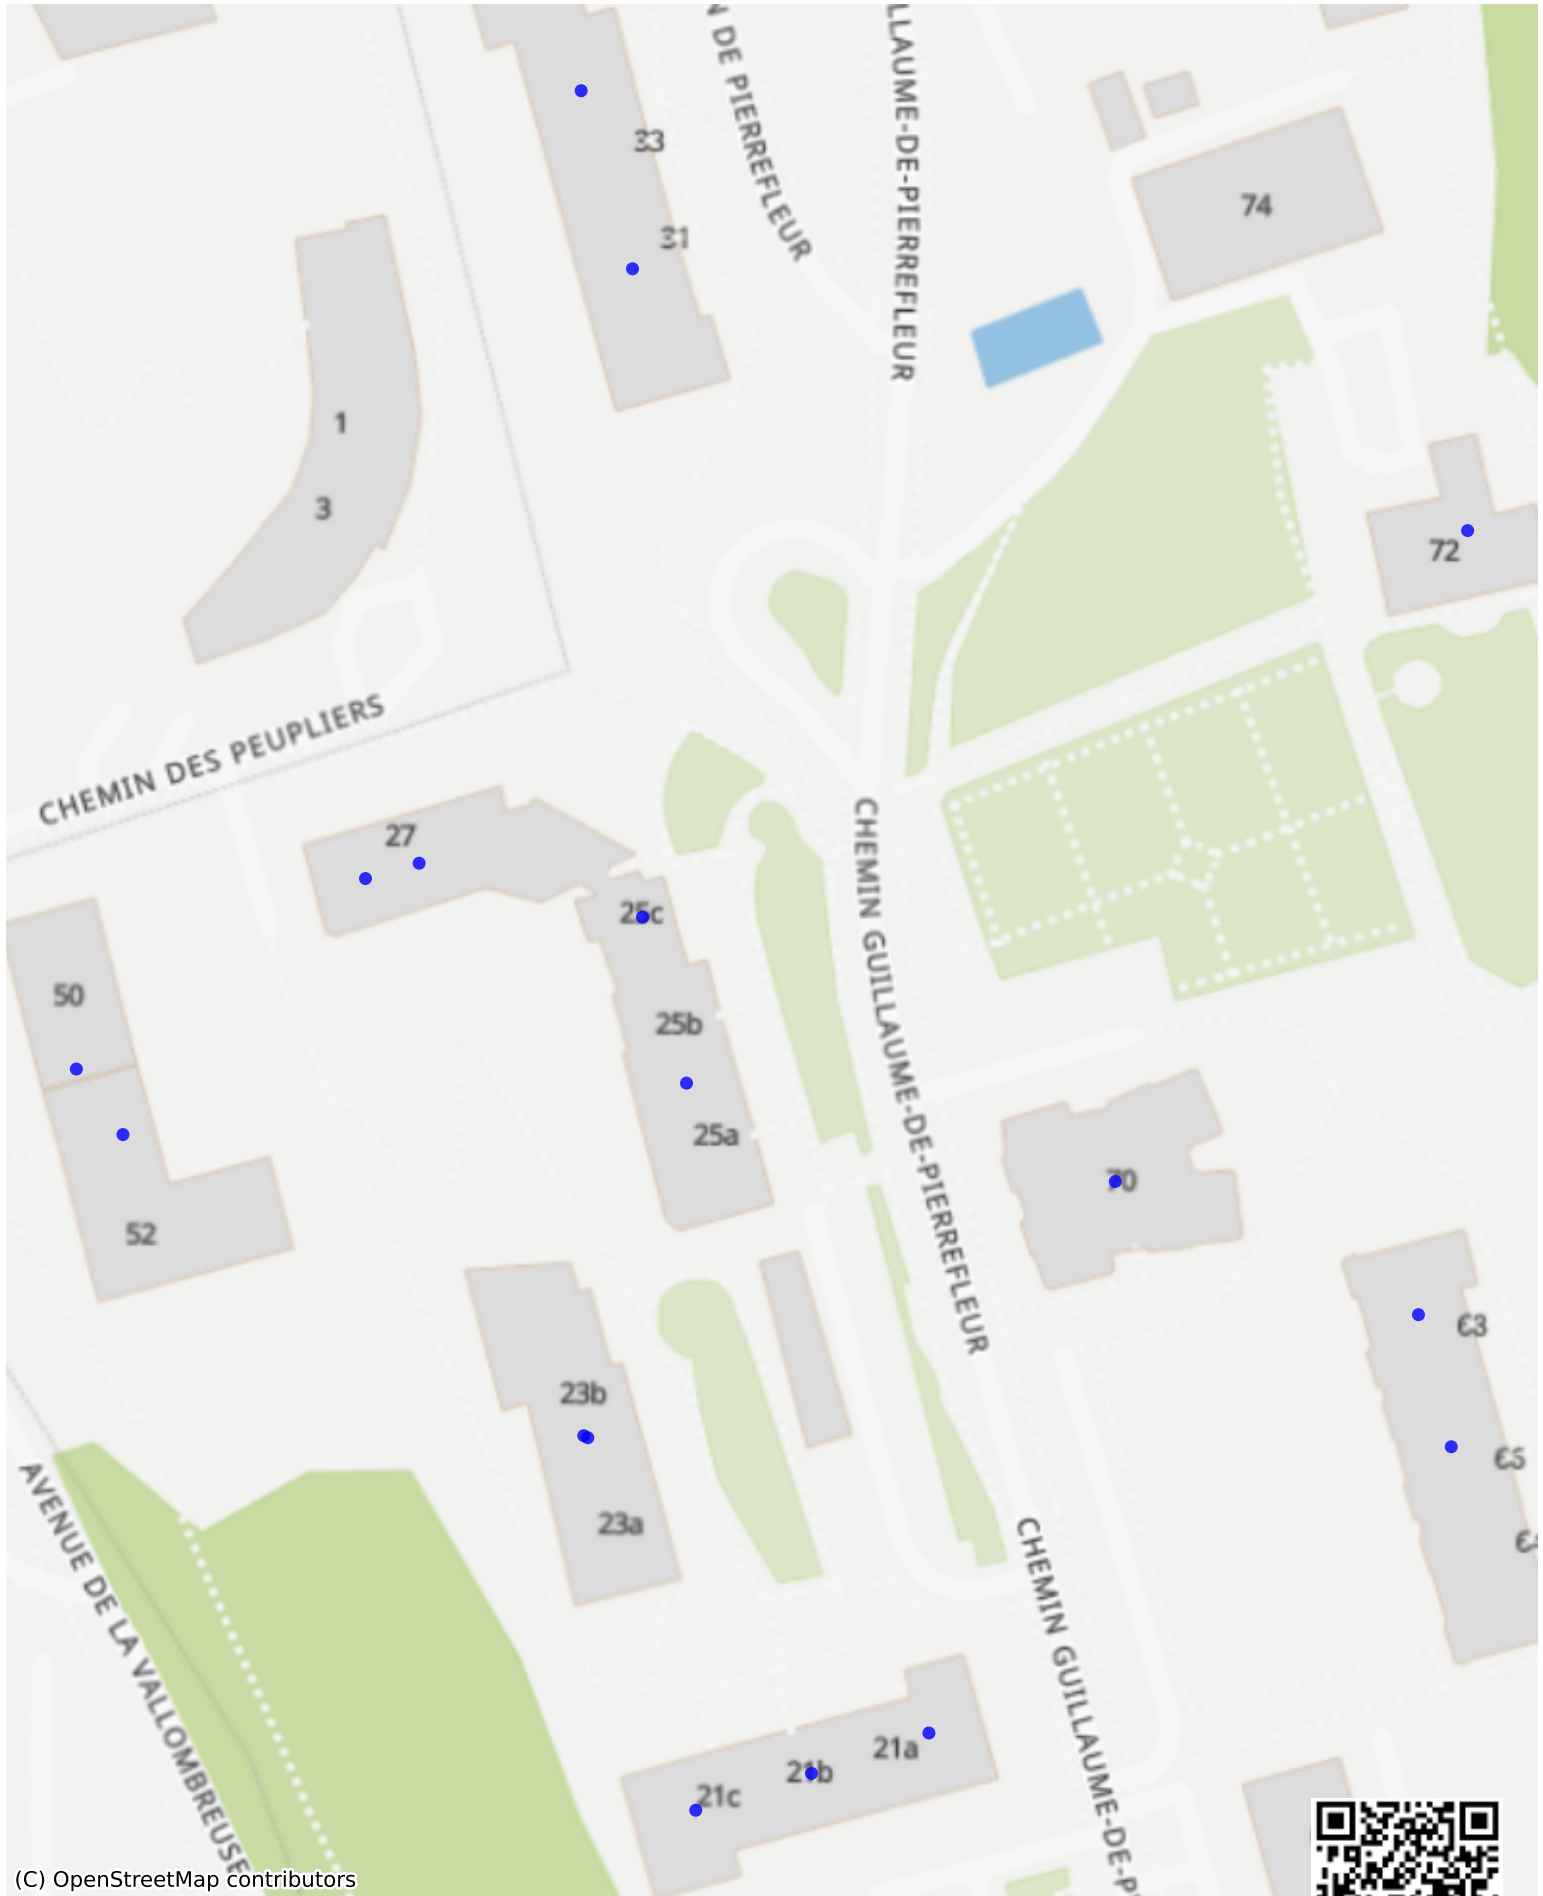 N DE PIERREFLEUR
LLAUME-DE-PIERREFLEUR
33
74
31
1
3
72
CHEMIN DES PEUPLIERS
27
CHEMIN GUILLAUME-DE-PIERREFLEUR
25c
50
25b
25a
70
52
63
23b
65
AVENUE DE LA VALLOMBREUSE
23a
CHEMIN GUILLAUME-DE-PI
21a
21b
21c
(C) OpenStreetMap contributors